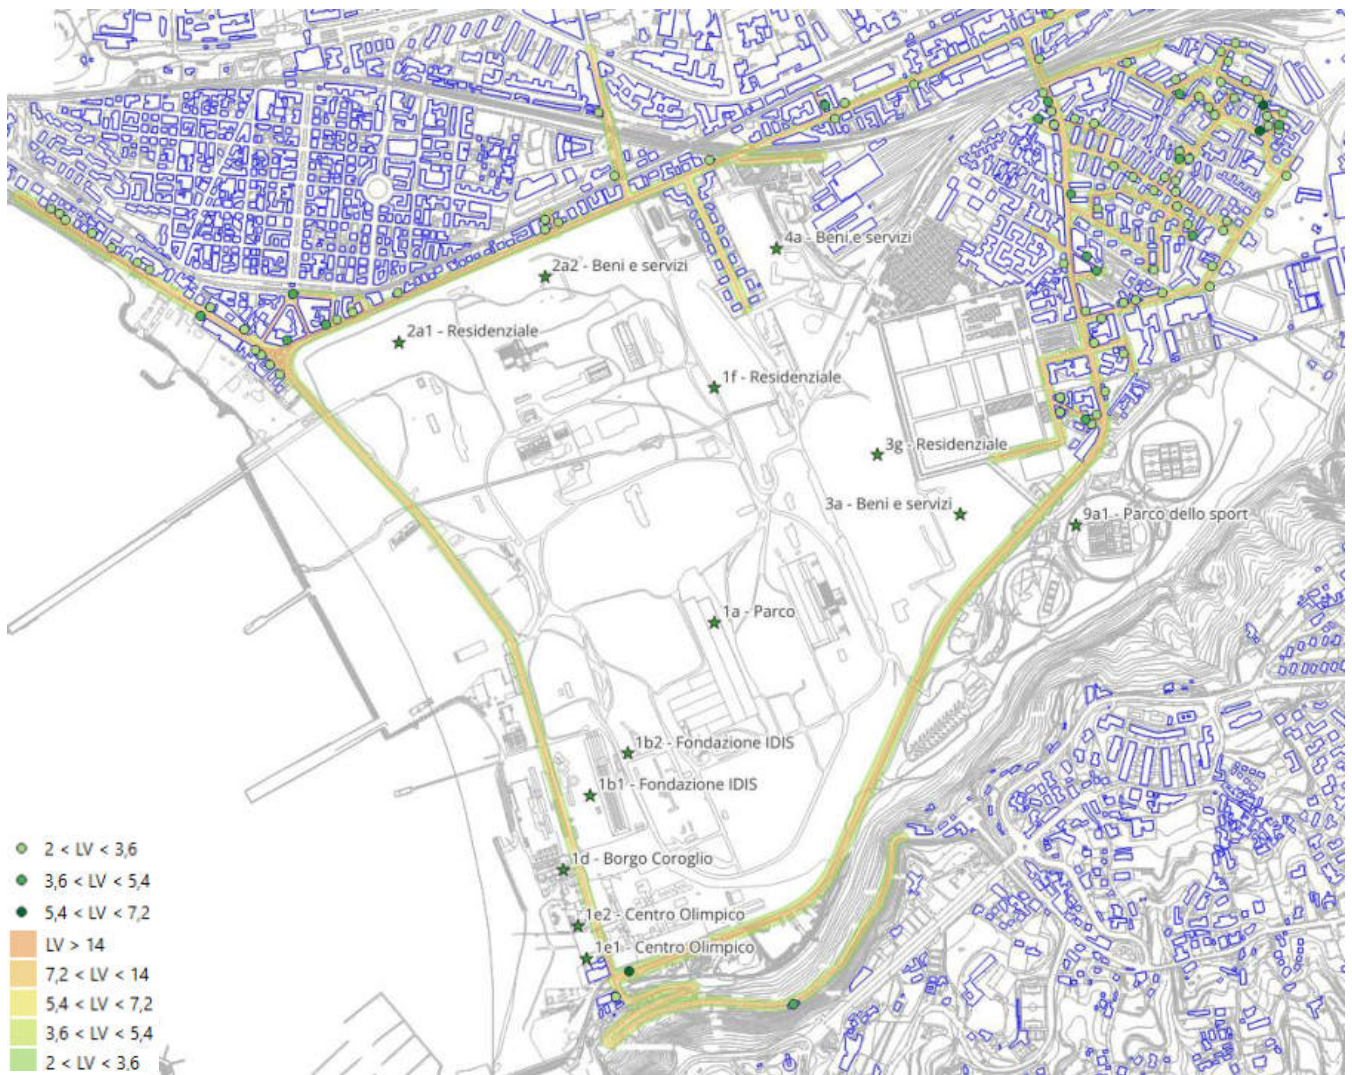 4a - Beni e servizi
2a2 - Beni e servizi
2a1 - Residenziale
1f - Residenziale
3g - Residenziale
3a - Beni e servizi
9a1 - Parco dello sport
1a - Parco
1b2 - Fondazione IDIS
1b1 - Fondazione IDIS
1d - Borgo Coroglio
1e2 - Centro Olimpico
1e1 - Centro Olimpico
2 < LV < 3,6
3,6 < LV < 5,4
5,4 < LV < 7,2
LV > 14
7,2 < LV < 14
5,4 < LV < 7,2
3,6 < LV < 5,4
2 < LV < 3,6